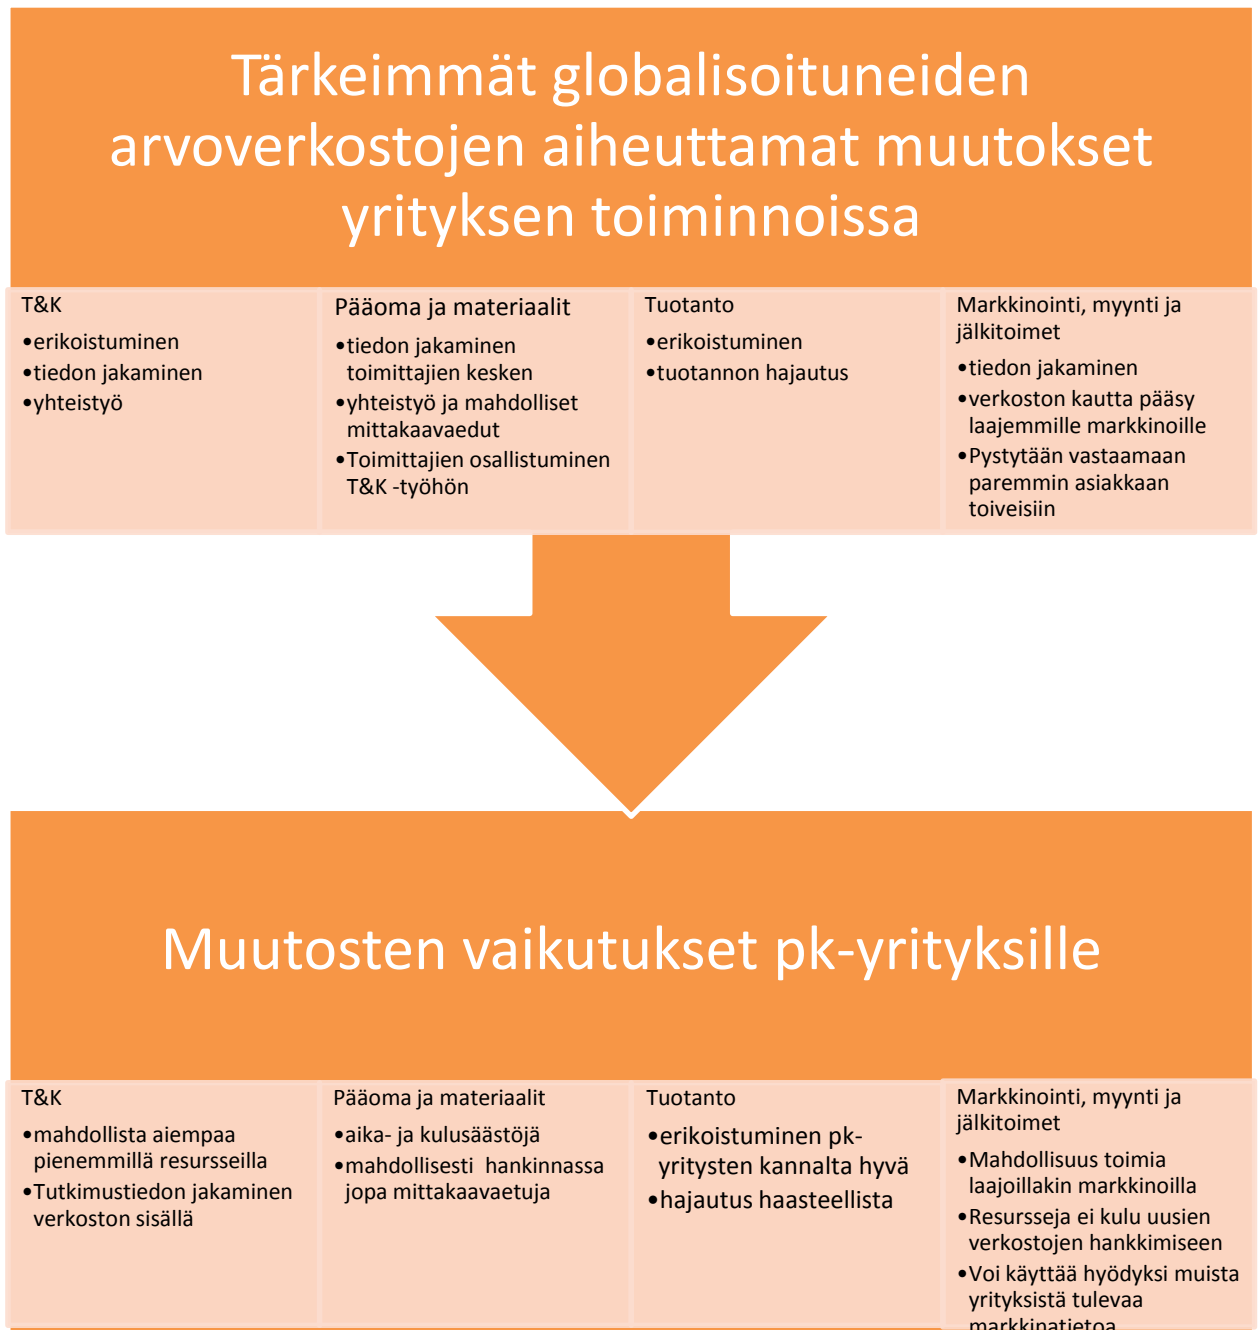 Tärkeimmät globalisoituneiden
arvoverkostojen aiheuttamat muutokset
yrityksen toiminnoissa
T&K
•erikoistuminen
•tiedon jakaminen
•yhteistyö
Pääoma ja materiaalit
•tiedon jakaminen
toimittajien kesken
•yhteistyö ja mahdolliset
mittakaavaedut
•Toimittajien osallistuminen
T&K -työhön
Tuotanto
•erikoistuminen
•tuotannon hajautus
Markkinointi, myynti ja
jälkitoimet
•tiedon jakaminen
•verkoston kautta pääsy
laajemmille markkinoille
•Pystytään vastaamaan
paremmin asiakkaan
toiveisiin
Muutosten vaikutukset pk-yrityksille
T&K
•mahdollista aiempaa
pienemmillä resursseilla
•Tutkimustiedon jakaminen
verkoston sisällä
Pääoma ja materiaalit
•aika- ja kulusäästöjä
•mahdollisesti hankinnassa
jopa mittakaavaetuja
Tuotanto
•erikoistuminen pk-
yritysten kannalta hyvä
•hajautus haasteellista
Markkinointi, myynti ja
jälkitoimet
•Mahdollisuus toimia
laajoillakin markkinoilla
•Resursseja ei kulu uusien
verkostojen hankkimiseen
•Voi käyttää hyödyksi muista
yrityksistä tulevaa
markkinatietoa